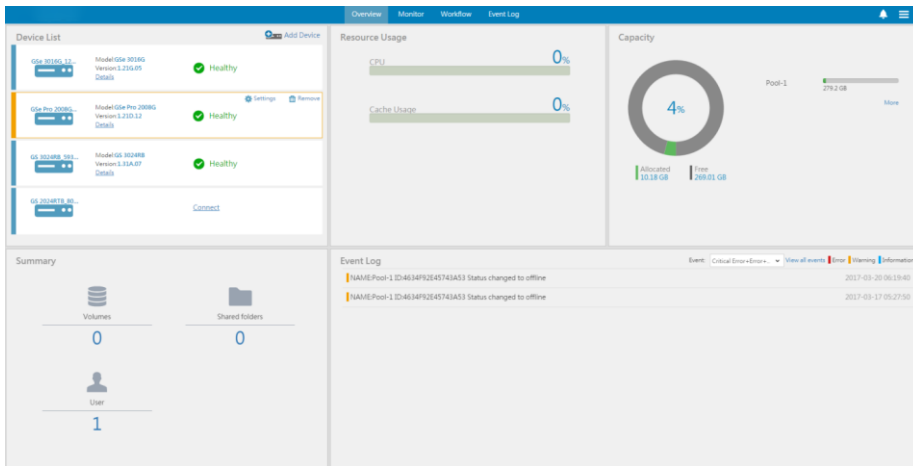 Overview Monitor Workflow Event Log
Device List
Add Device
GSe 3016G_12...
Model:GSe 3016G
Version:1.21G.05
Details
Healthy
Settings Remove
GSe Pro 2008G...
Model:GSe Pro 2008G
Version:1.21D.12
Details
Healthy
GS 3024RB_593...
Model:GS 3024RB
Version:1.31A.07
Details
Healthy
GS 2024RTB_80...
Connect
Resource Usage
CPU 0%
Cache Usage 0%
Capacity
4%
Pool-1
279.2 GB
More
Allocated
10.18 GB
Free
269.01 GB
Summary
Volumes
0
Shared folders
0
User
1
Event Log
Event: Critical Error+Error+... View all events Error Warning Information
NAME:Pool-1 ID:4634F92E45743A53 Status changed to offline 2017-03-20 06:19:40
NAME:Pool-1 ID:4634F92E45743A53 Status changed to offline 2017-03-17 05:27:50